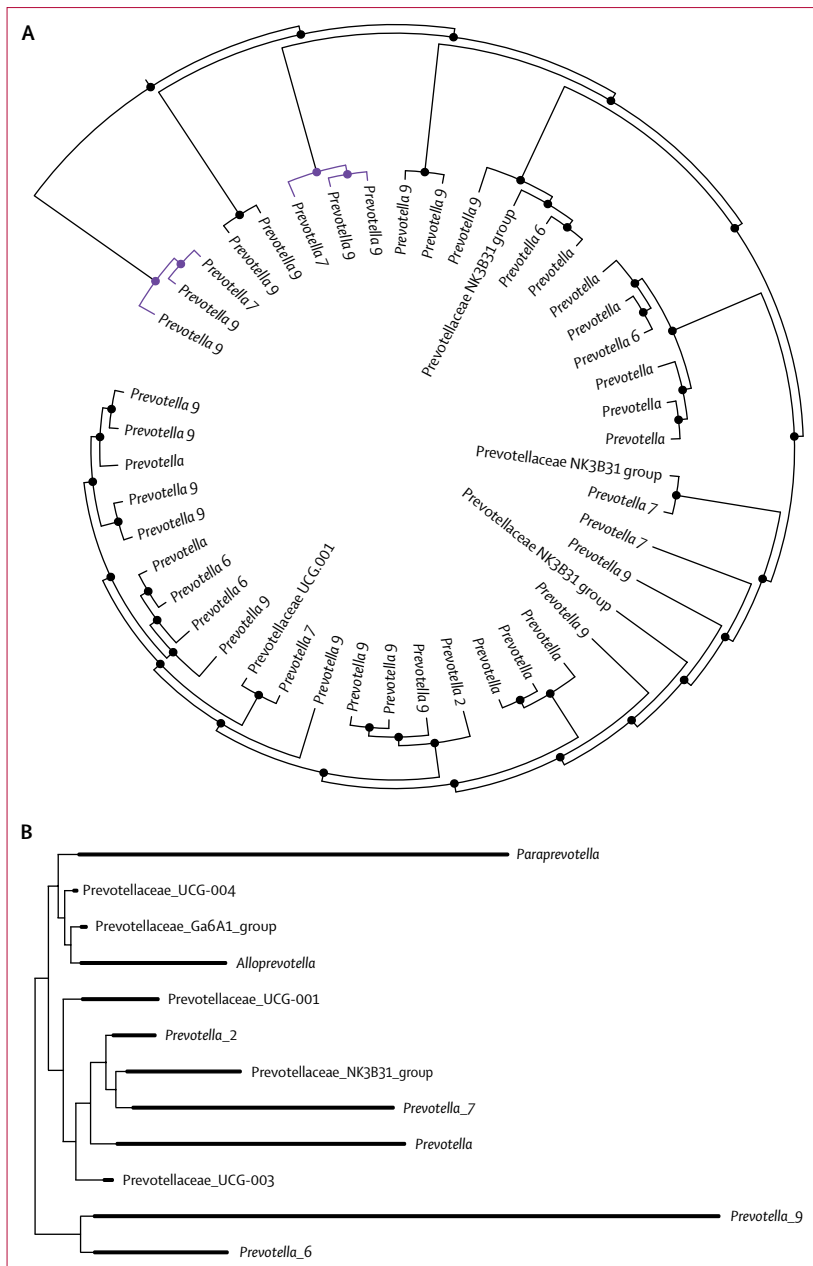 A
Prevotella 9
Prevotella 9
Prevotella 7
Prevotella 9
Prevotella 9
Prevotella 7
Prevotella 9
Prevotella 9
Prevotella 9
Prevotella 9
Prevotella 9
Prevotellaceae NK3B31 group
Prevotella 6
Prevotella
Prevotella
Prevotella
Prevotella 6
Prevotella
Prevotella
Prevotella
Prevotellaceae NK3B31 group
Prevotella 7
Prevotella 7
Prevotella 9
Prevotellaceae NK3B31 group
Prevotella 9
Prevotella
Prevotella
Prevotella
Prevotella 2
Prevotella 9
Prevotella 9
Prevotella 9
Prevotella 9
Prevotella 7
Prevotellaceae UCG.001
Prevotella 9
Prevotella 6
Prevotella 6
Prevotella
Prevotella 9
Prevotella 9
Prevotella
Prevotella 9
Prevotella 9
B
Paraprevotella
Prevotellaceae_UCG-004
Prevotellaceae_Ga6A1_group
Alloprevotella
Prevotellaceae_UCG-001
Prevotella_2
Prevotellaceae_NK3B31_group
Prevotella_7
Prevotella
Prevotellaceae_UCG-003
Prevotella_9
Prevotella_6